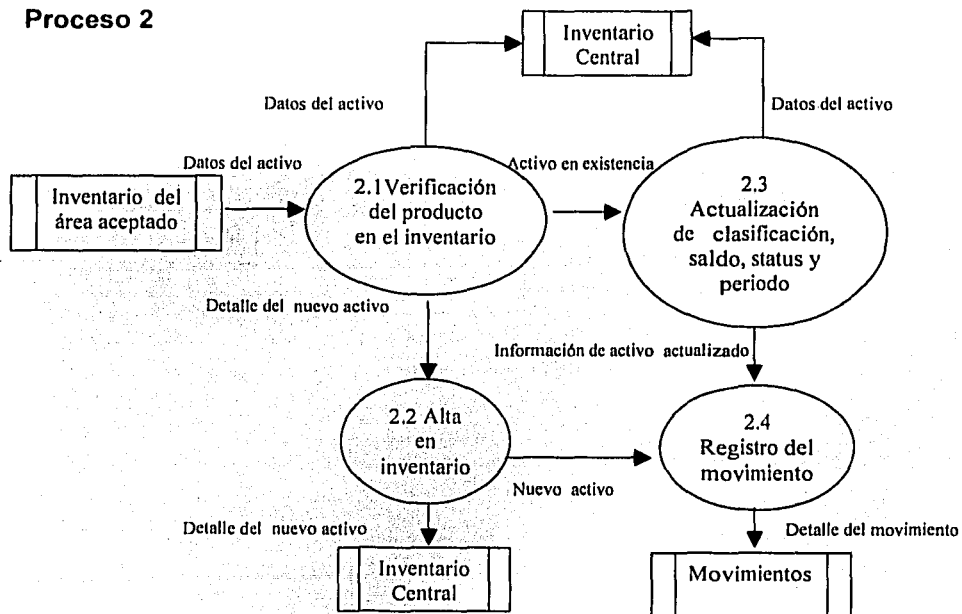 Proceso 2
Inventario
Central
Datos del activo
Datos del activo
Datos del activo
Activo en existencia
Inventario del
área aceptado
2.1 Verificación
del producto
en el inventario
2.3
Actualización
de clasificación,
saldo, status y
periodo
Detalle del nuevo activo
Información de activo actualizado
2.2 Alta
en
inventario
2.4
Registro del
movimiento
Nuevo activo
Detalle del nuevo activo
Detalle del movimiento
Inventario
Central
Movimientos